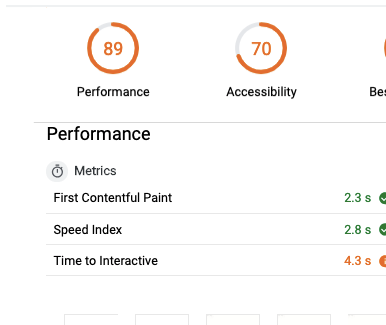 89
70
Performance
Accessibility
Performance
Metrics
First Contentful Paint 2.3 s
Speed Index 2.8 s
Time to Interactive 4.3 s